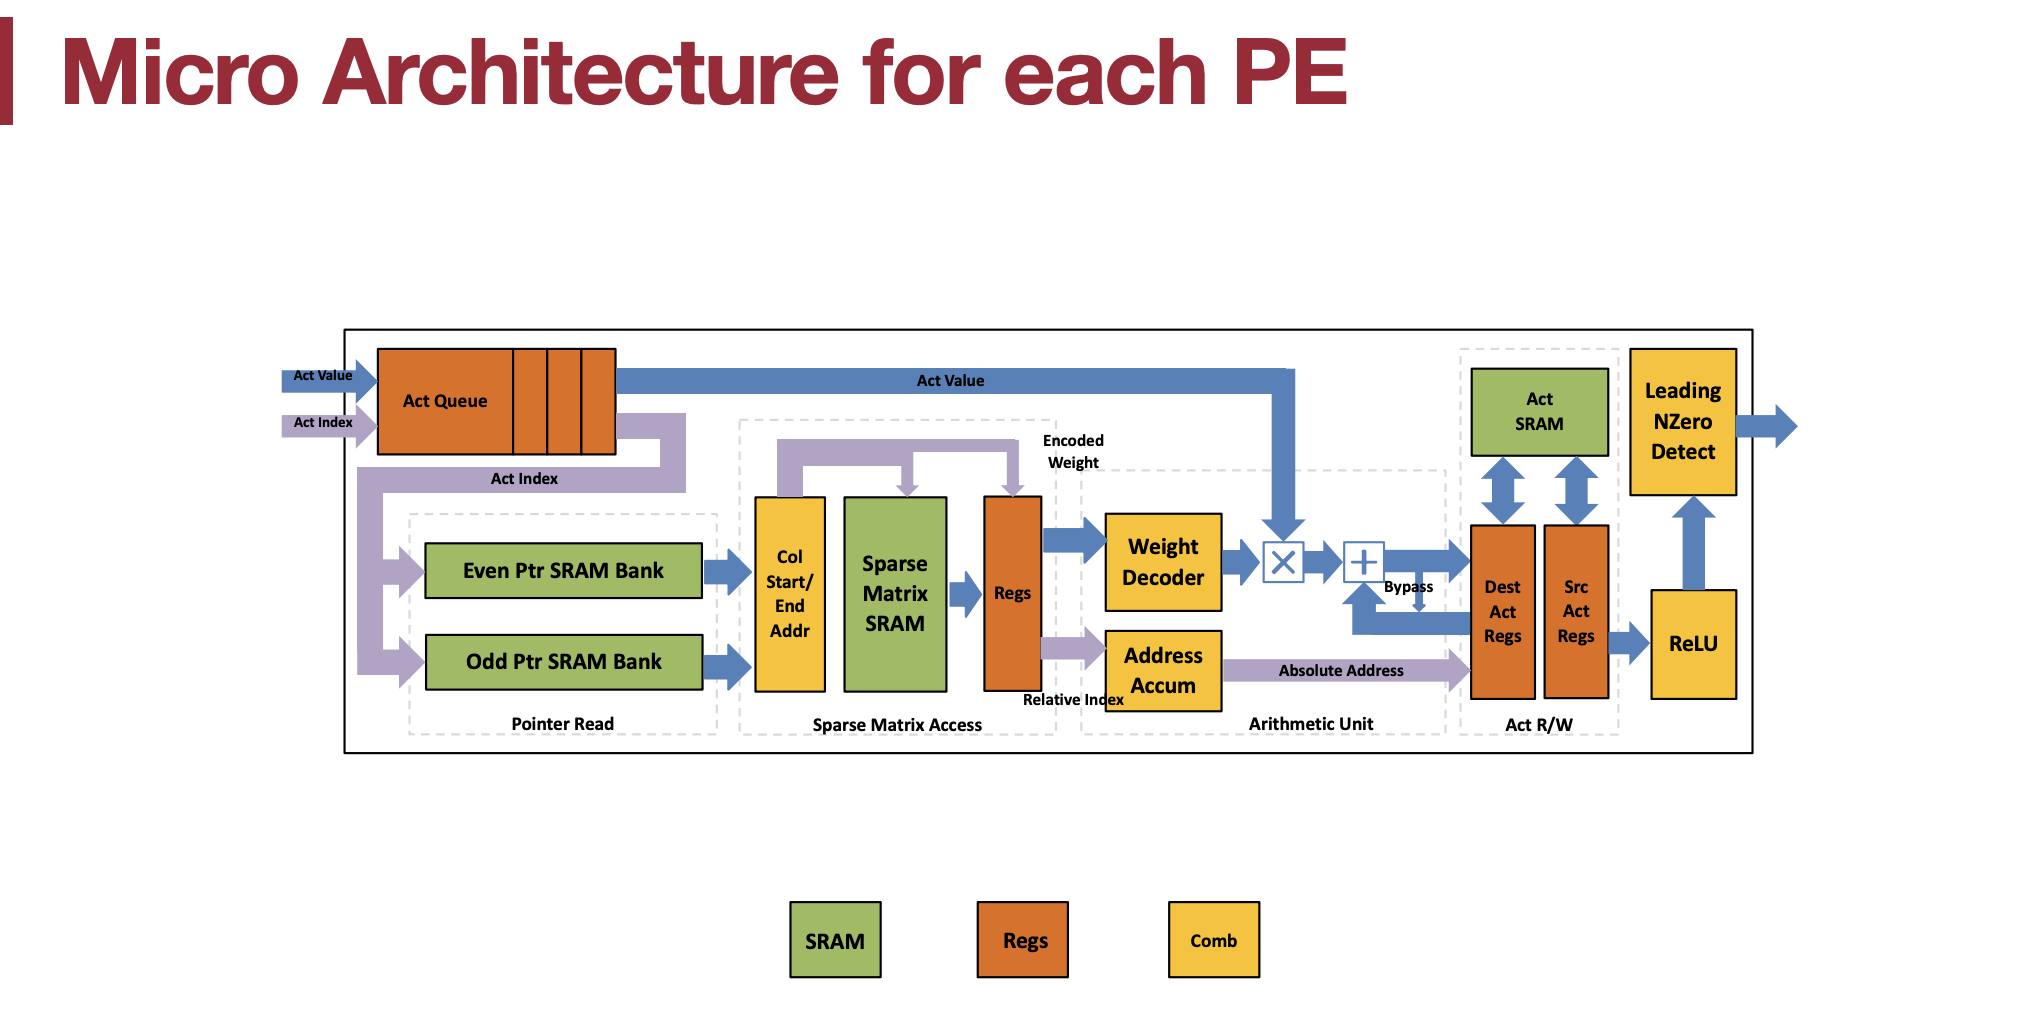 Micro Architecture for each PE
Act Value
Act Index
Act Queue
Act Value
Act Index
Even Ptr SRAM Bank
Odd Ptr SRAM Bank
Pointer Read
Col
Start/
End
Addr
Sparse
Matrix
SRAM
Regs
Sparse Matrix Access
Encoded
Weight
Relative Index
Weight
Decoder
Address
Accum
Bypass
Absolute Address
Arithmetic Unit
Act
SRAM
Dest
Act
Regs
Src
Act
Regs
Act R/W
Leading
NZero
Detect
ReLU
SRAM
Regs
Comb